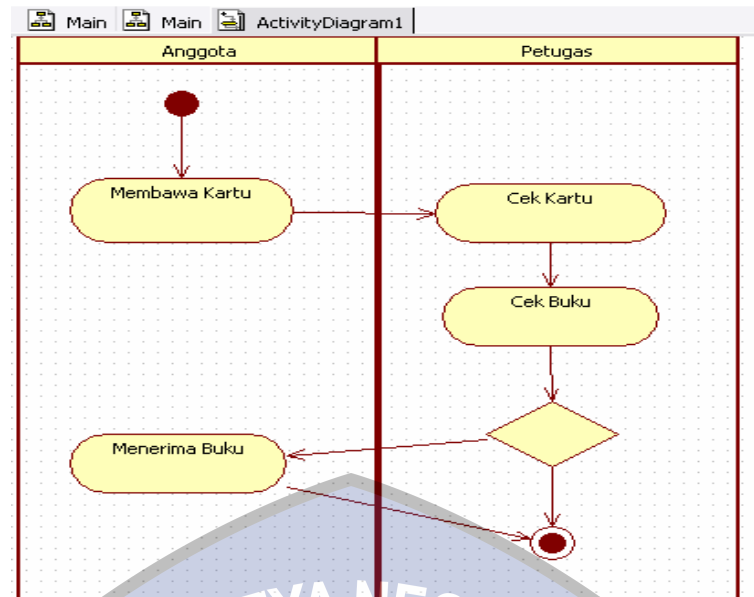 Main Main ActivityDiagram1
Anggota Petugas
Membawa Kartu
Cek Kartu
Cek Buku
Menerima Buku